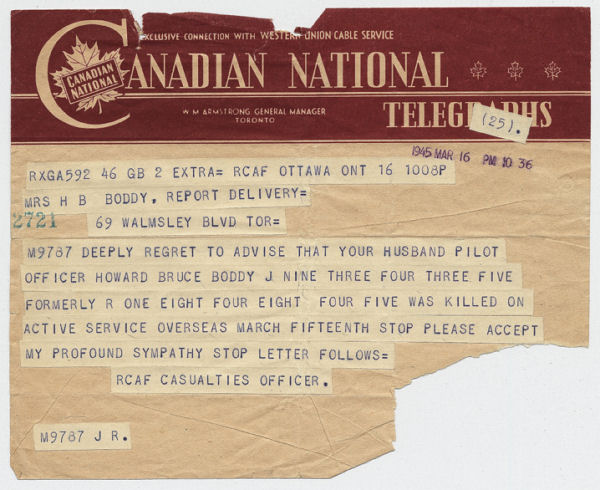 EXCLUSIVE CONNECTION WITH WESTERN UNION CABLE SERVICE
CANADIAN NATIONAL
CANADIAN NATIONAL
TELEGRAPHS
W M ARMSTRONG GENERAL MANAGER
TORONTO
(25).
1945 MAR 16 PM 10 36
RXGA592 46 GB 2 EXTRA= RCAF OTTAWA ONT 16 1008P
MRS H B BODDY, REPORT DELIVERY=
2721 69 WALMSLEY BLVD TOR=
M9787 DEEPLY REGRET TO ADVISE THAT YOUR HUSBAND PILOT
OFFICER HOWARD BRUCE BODDY J NINE THREE FOUR THREE FIVE
FORMERLY R ONE EIGHT FOUR EIGHT FOUR FIVE WAS KILLED ON
ACTIVE SERVICE OVERSEAS MARCH FIFTEENTH STOP PLEASE ACCEPT
MY PROFOUND SYMPATHY STOP LETTER FOLLOWS=
RCAF CASUALTIES OFFICER.
M9787 J R.